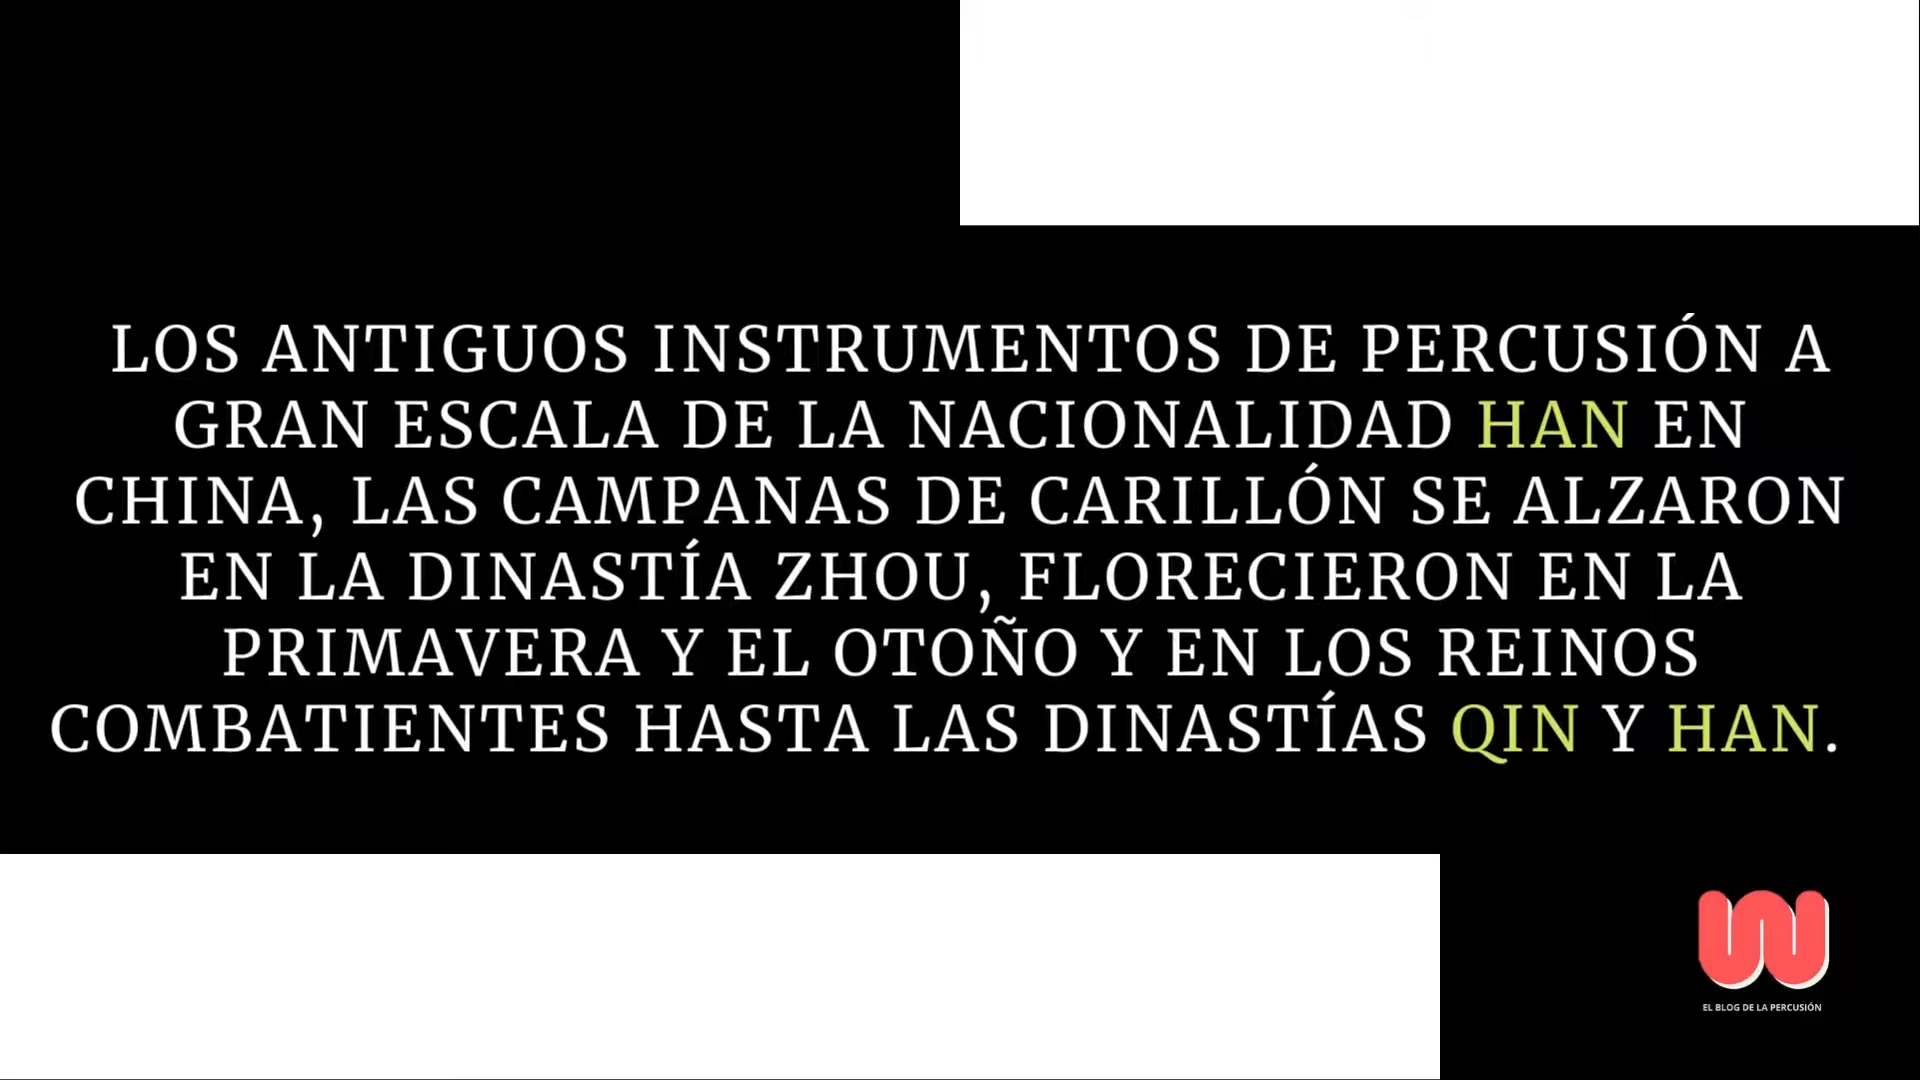 LOS ANTIGUOS INSTRUMENTOS DE PERCUSIÓN A
GRAN ESCALA DE LA NACIONALIDAD HAN EN
CHINA, LAS CAMPANAS DE CARILLÓN SE ALZARON
EN LA DINASTÍA ZHOU, FLORECIERON EN LA
PRIMAVERA Y EL OTOÑO Y EN LOS REINOS
COMBATIENTES HASTA LAS DINASTÍAS QIN Y HAN.
EL BLOG DE LA PERCUSIÓN